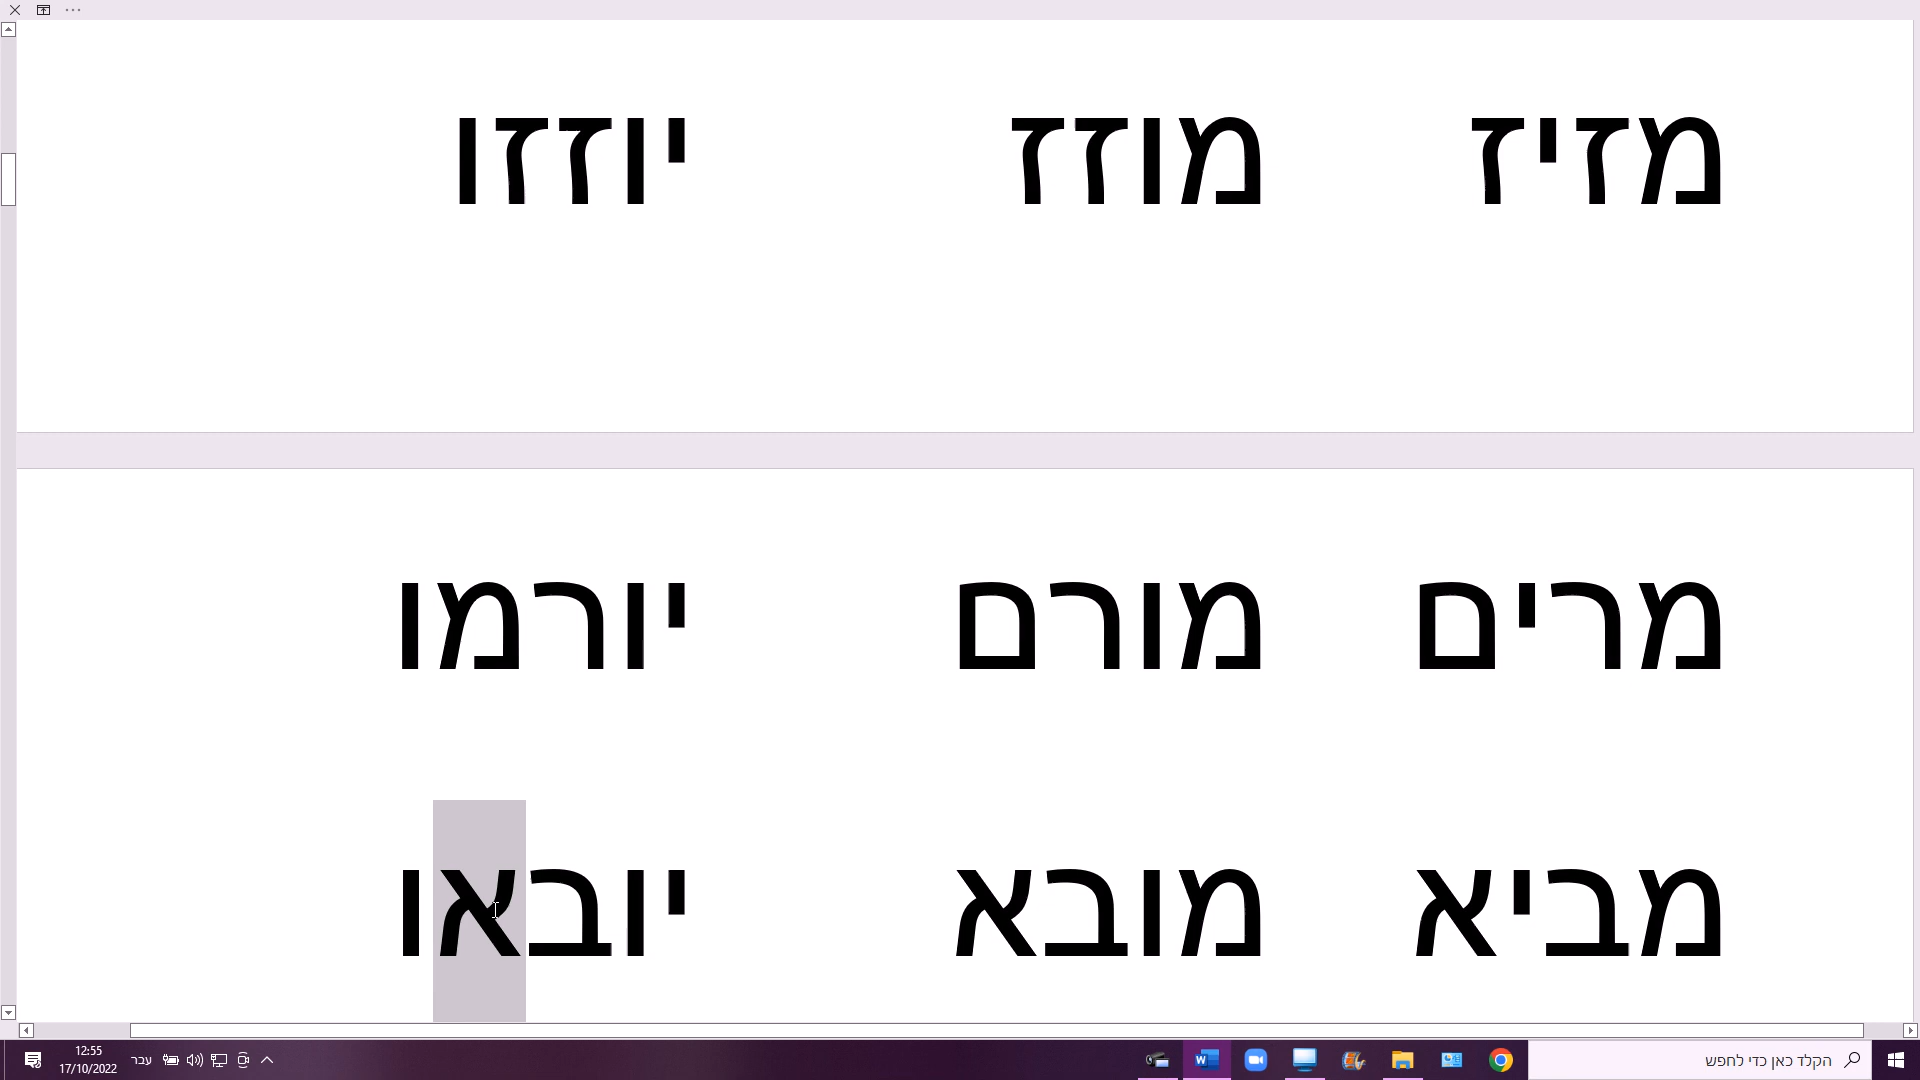 מזיז מוזז יוזזו
מרים מורם יורמו
מביא מובא יובאו
הקלד כאן כדי לחפש
עבר
12:55
17/10/2022